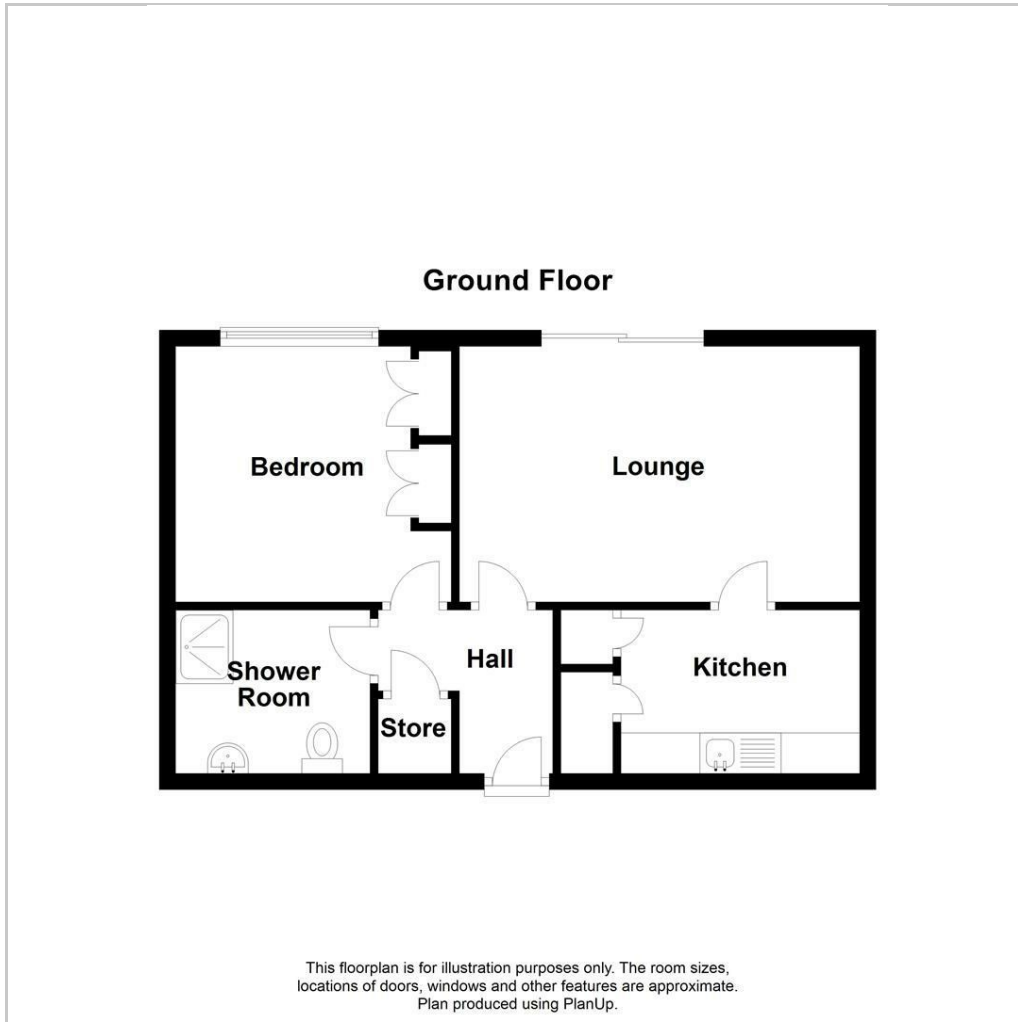 Ground Floor
Bedroom
Lounge
Hall
Kitchen
Shower
Room
Store
This floorplan is for illustration purposes only. The room sizes,
locations of doors, windows and other features are approximate.
Plan produced using PlanUp.